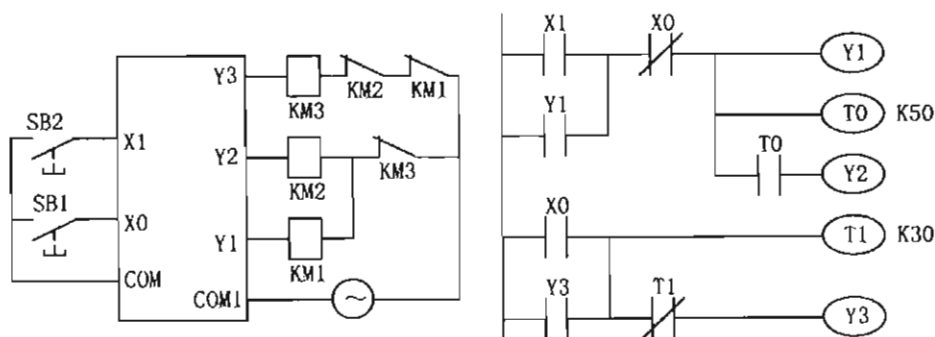 Y3
KM3
KM2
KM1
SB2
X1
Y2
KM2
KM3
SB1
X0
Y1
KM1
COM
COM1
~
X1
X0
Y1
Y1
T0 K50
T0
Y2
X0
T1 K30
Y3
T1
Y3